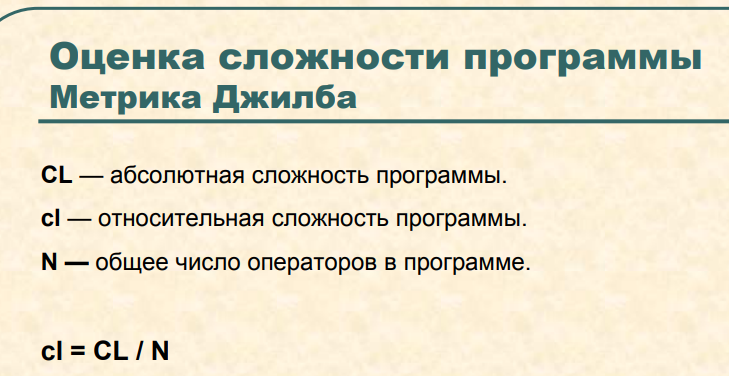 Оценка сложности программы
Метрика Джилба
CL — абсолютная сложность программы.
cl — относительная сложность программы.
N — общее число операторов в программе.
cl = CL / N